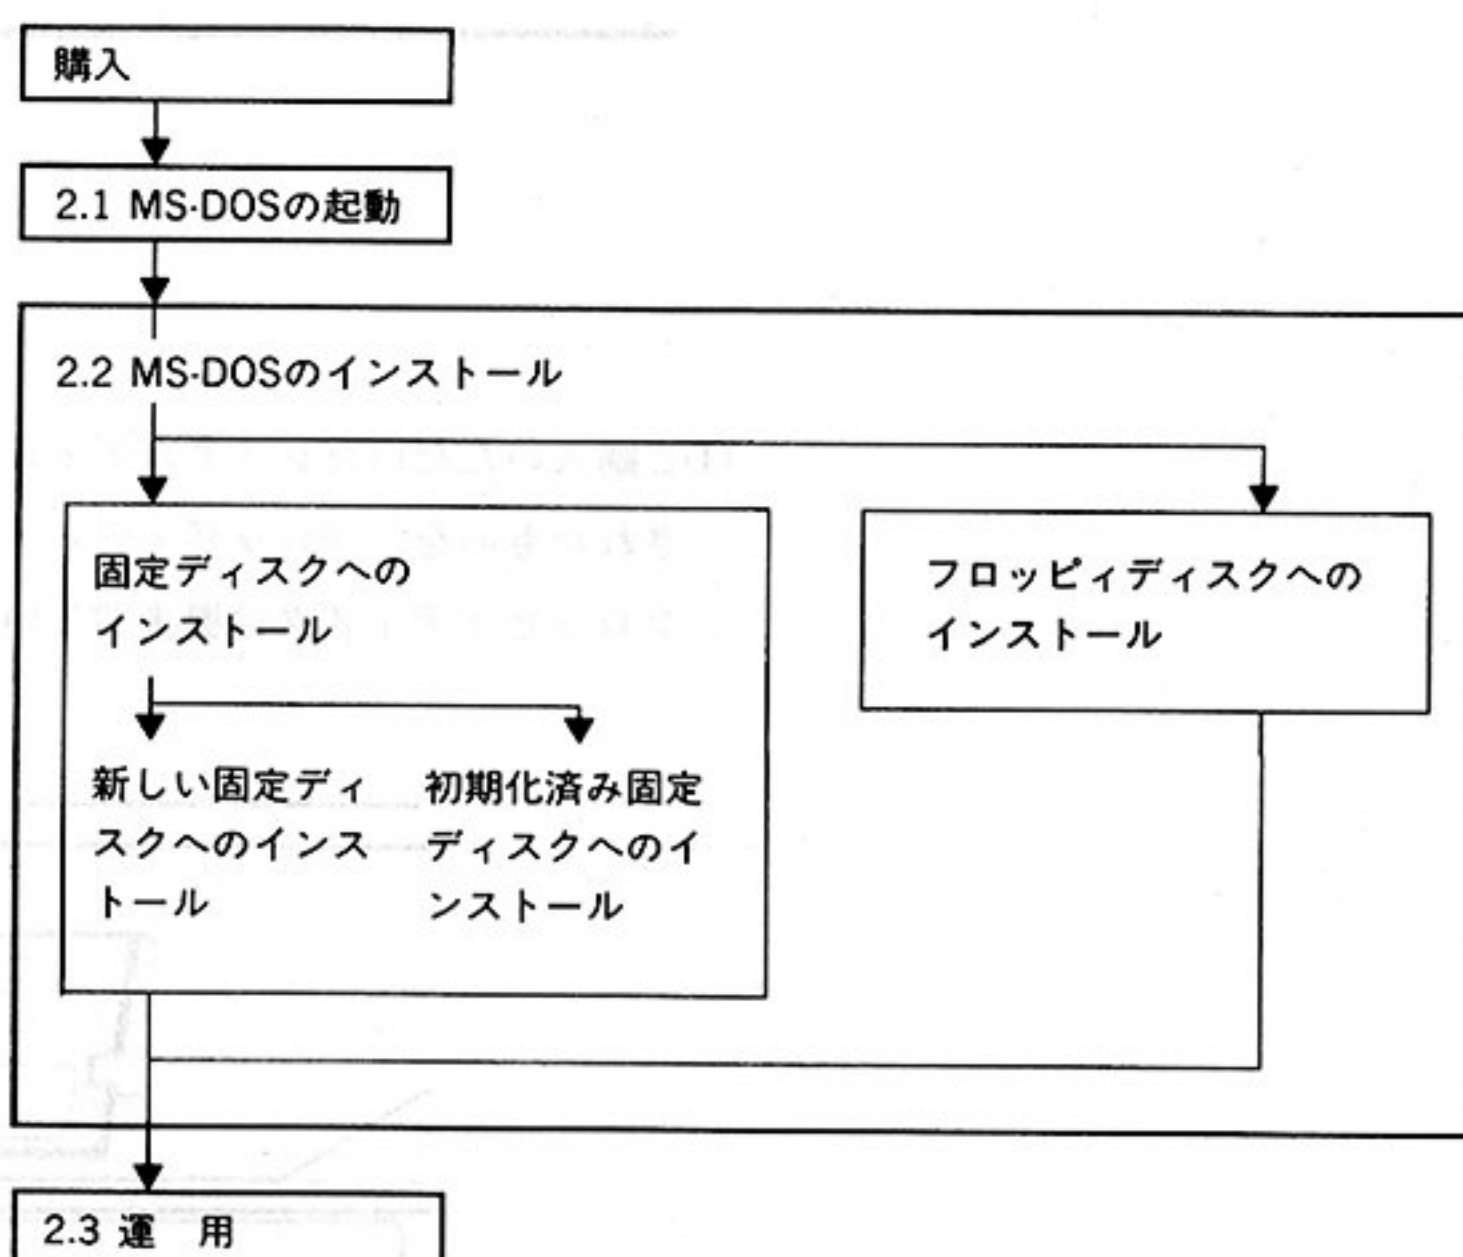 購入
2.1 MS-DOSの起動
2.2 MS-DOSのインストール
固定ディスクへの
インストール
フロッピィディスクへの
インストール
新しい固定ディ
スクへのインス
トール
初期化済み固定
ディスクへのイ
ンストール
2.3 運　用